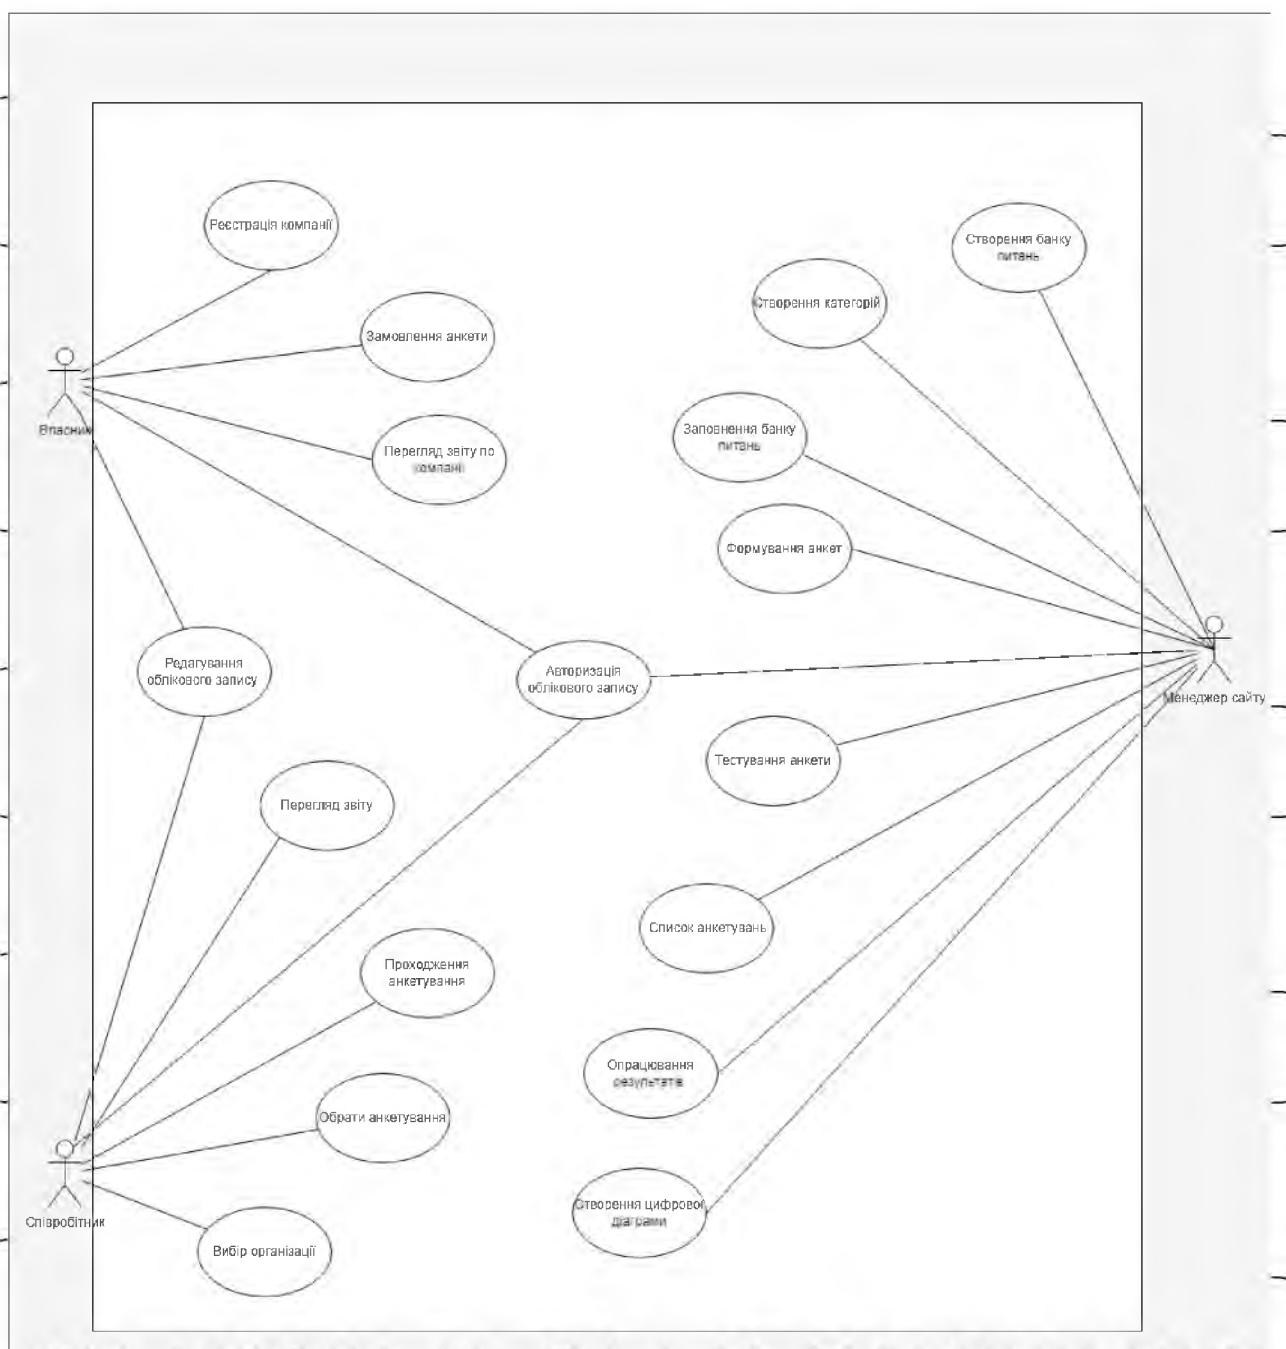 Реєстрація компанії
Створення банку
питань
Створення категорій
Замовлення анкети
Власник
Перегляд звіту по
компанії
Заповнення банку
питань
Формування анкет
Редагування
облікового запису
Авторизація
облікового запису
Менеджер сайту
Тестування анкети
Перегляд звіту
Список анкетувань
Проходження
анкетування
Опрацювання
результатів
Обрати анкетування
Створення цифрової
діаграми
Співробітник
Вибір організації